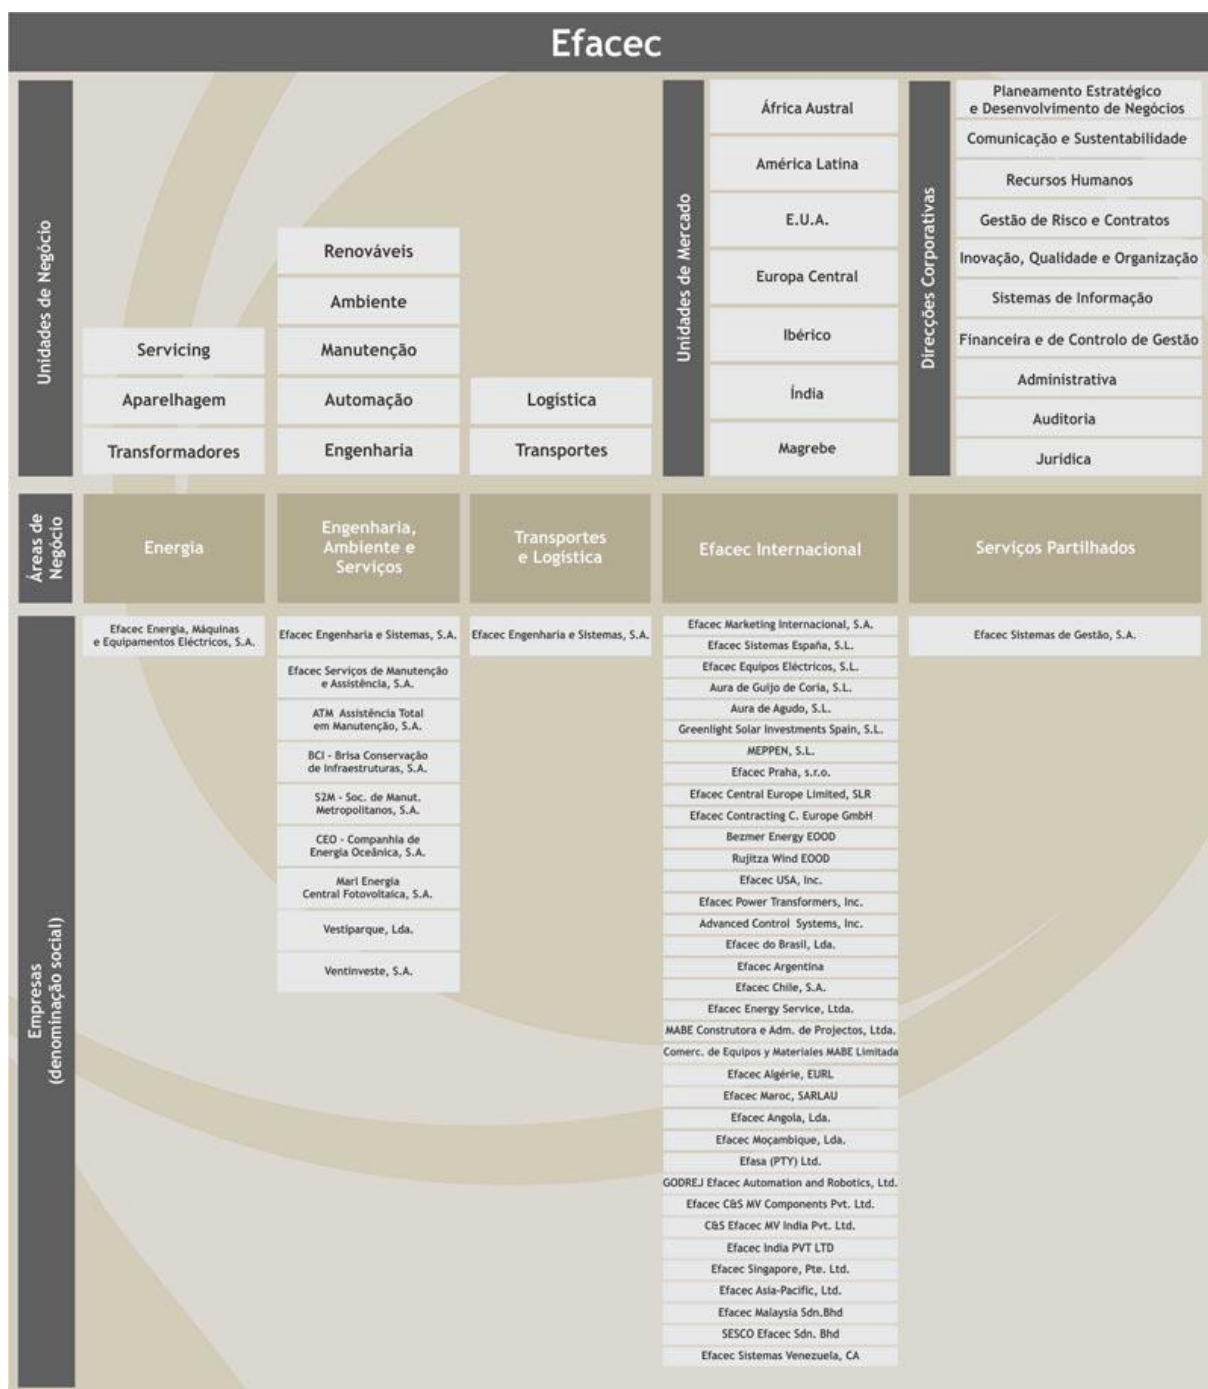 Efacec
Unidades de Negócio
Servicing
Aparelhagem
Transformadores
Renováveis
Ambiente
Manutenção
Automação
Engenharia
Logística
Transportes
Unidades de Mercado
África Austral
América Latina
E.U.A.
Europa Central
Ibérico
Índia
Magrebe
Direcções Corporativas
Planeamento Estratégico
e Desenvolvimento de Negócios
Comunicação e Sustentabilidade
Recursos Humanos
Gestão de Risco e Contratos
Inovação, Qualidade e Organização
Sistemas de Informação
Financeira e de Controlo de Gestão
Administrativa
Auditoria
Juridica
Áreas de
Negócio
Energia
Engenharia,
Ambiente e
Serviços
Transportes
e Logística
Efacec Internacional
Serviços Partilhados
Empresas
(denominação social)
Efacec Energia, Máquinas
e Equipamentos Eléctricos, S.A.
Efacec Engenharia e Sistemas, S.A.
Efacec Serviços de Manutenção
e Assistência, S.A.
ATM Assistência Total
em Manutenção, S.A.
BCI - Brisa Conservação
de Infraestruturas, S.A.
S2M - Soc. de Manut.
Metropolitanos, S.A.
CEO - Companhia de
Energia Oceânica, S.A.
Marl Energia
Central Fotovoltaica, S.A.
Vestiparque, Lda.
Ventinveste, S.A.
Efacec Engenharia e Sistemas, S.A.
Efacec Marketing Internacional, S.A.
Efacec Sistemas España, S.L.
Efacec Equipos Eléctricos, S.L.
Aura de Guijo de Coria, S.L.
Aura de Agudo, S.L.
Greenlight Solar Investments Spain, S.L.
MEPPEN, S.L.
Efacec Praha, s.r.o.
Efacec Central Europe Limited, SLR
Efacec Contracting C. Europe GmbH
Bezmer Energy EOOD
Rujitza Wind EOOD
Efacec USA, Inc.
Efacec Power Transformers, Inc.
Advanced Control Systems, Inc.
Efacec do Brasil, Lda.
Efacec Argentina
Efacec Chile, S.A.
Efacec Energy Service, Ltda.
MABE Construtora e Adm. de Projectos, Ltda.
Comerc. de Equipos y Materiales MABE Limitada
Efacec Algérie, EURL
Efacec Maroc, SARLAU
Efacec Angola, Lda.
Efacec Moçambique, Lda.
Efasa (PTY) Ltd.
GODREJ Efacec Automation and Robotics, Ltd.
Efacec C&S MV Components Pvt. Ltd.
C&S Efacec MV India Pvt. Ltd.
Efacec India PVT LTD
Efacec Singapore, Pte. Ltd.
Efacec Asia-Pacific, Ltd.
Efacec Malaysia Sdn.Bhd
SESCO Efacec Sdn. Bhd
Efacec Sistemas Venezuela, CA
Efacec Sistemas de Gestão, S.A.